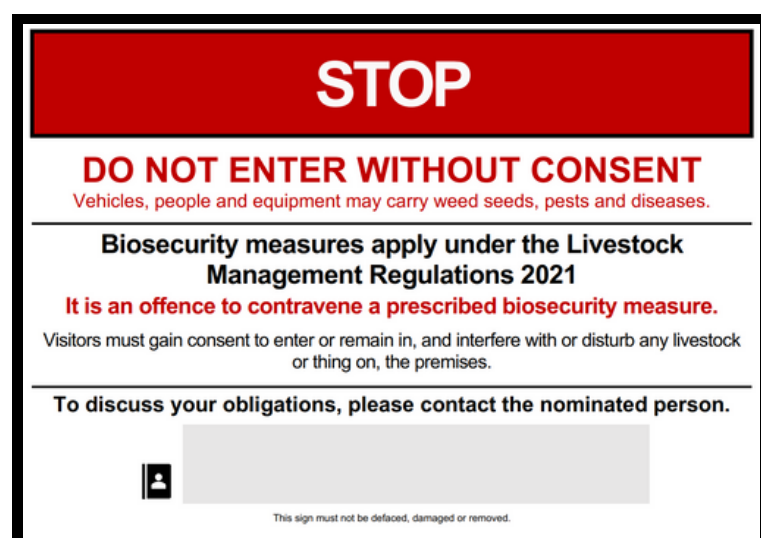 STOP
DO NOT ENTER WITHOUT CONSENT
Vehicles, people and equipment may carry weed seeds, pests and diseases.
Biosecurity measures apply under the Livestock
Management Regulations 2021
It is an offence to contravene a prescribed biosecurity measure.
Visitors must gain consent to enter or remain in, and interfere with or disturb any livestock
or thing on, the premises.
To discuss your obligations, please contact the nominated person.
This sign must not be defaced, damaged or removed.